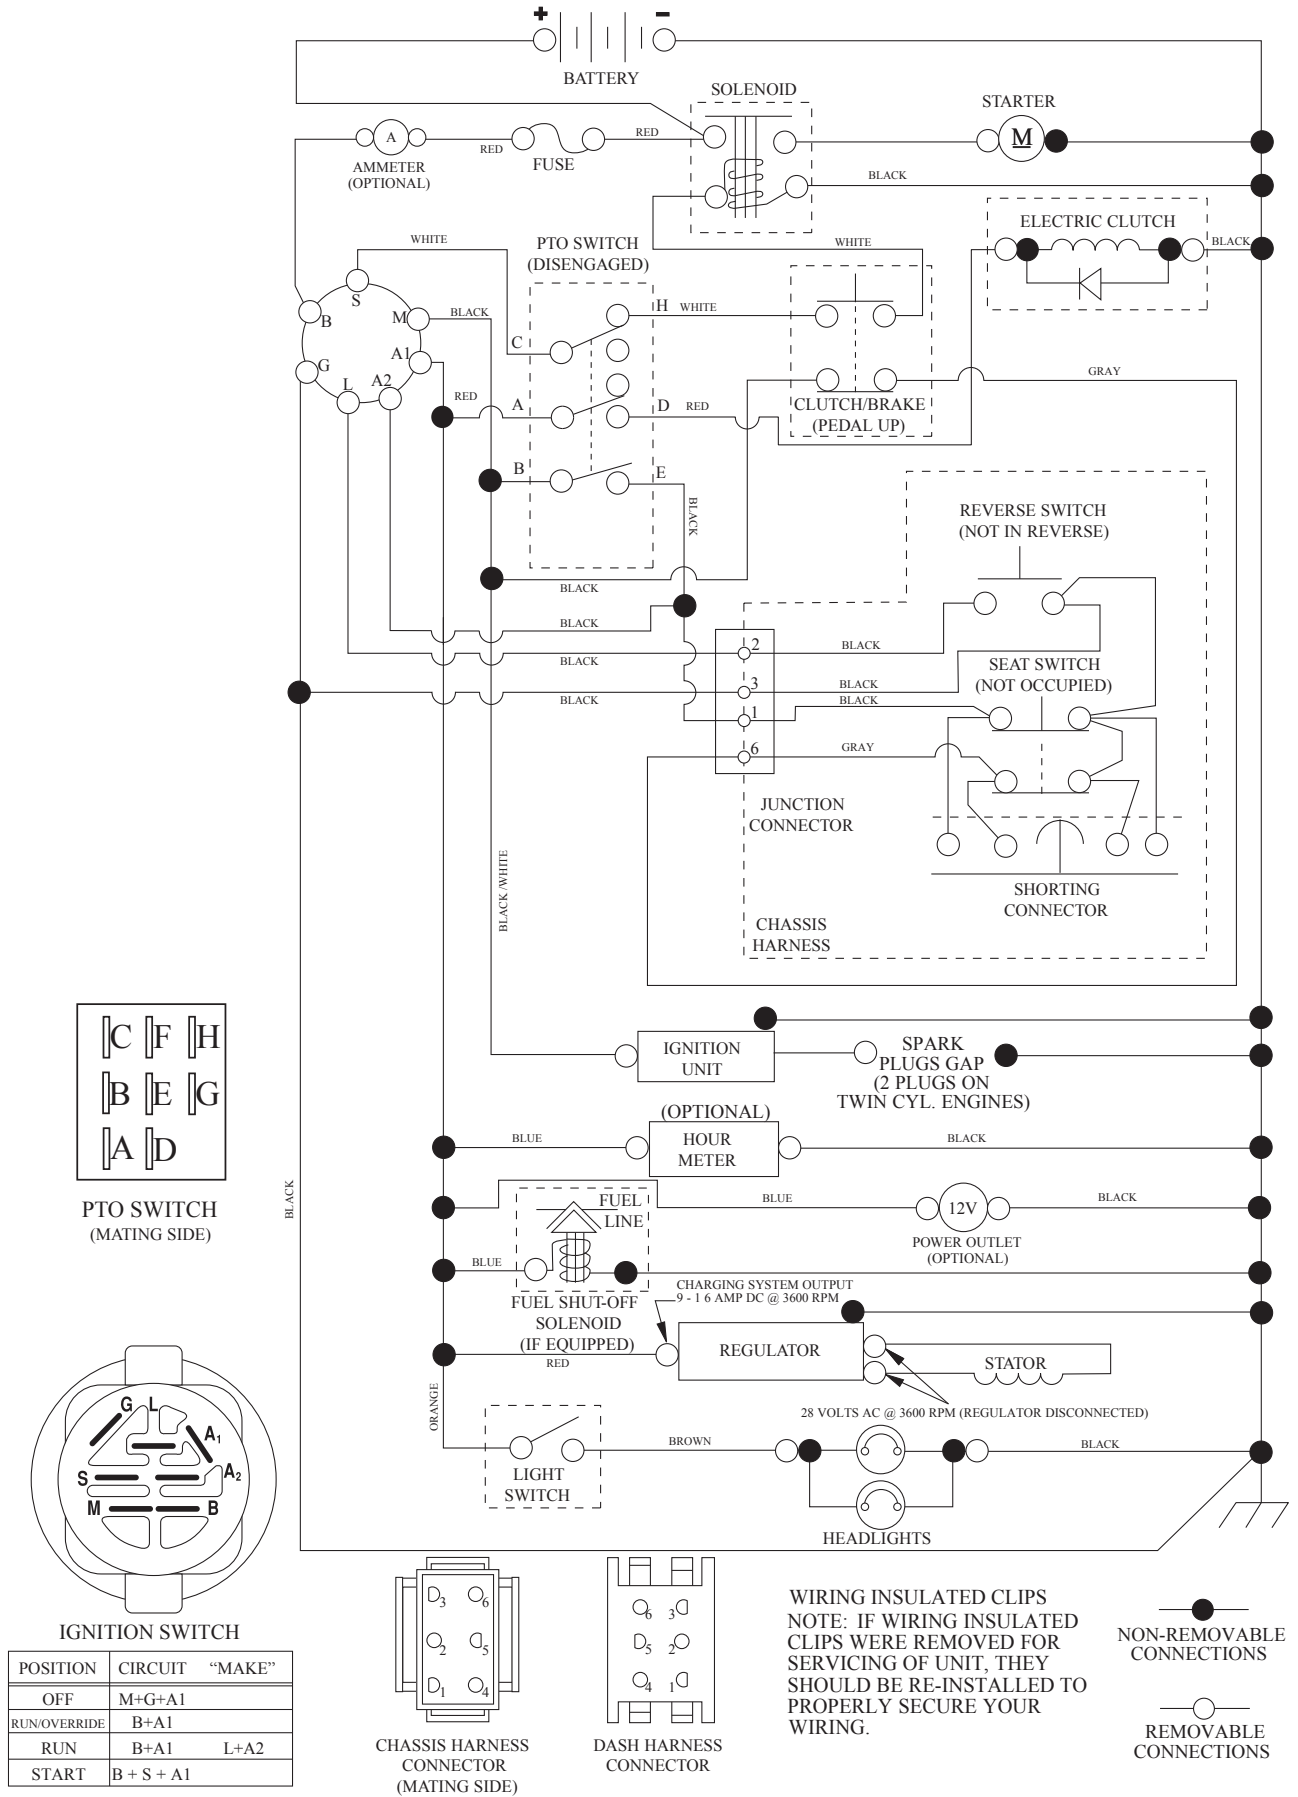 + −
BATTERY
SOLENOID
STARTER
A
RED
FUSE
RED
M
AMMETER
(OPTIONAL)
BLACK
ELECTRIC CLUTCH
WHITE
PTO SWITCH
(DISENGAGED)
WHITE
BLACK
S
B
M
BLACK
H
WHITE
C
G
A1
L
A2
GRAY
RED
A
D
RED
CLUTCH/BRAKE
(PEDAL UP)
B
E
BLACK
REVERSE SWITCH
(NOT IN REVERSE)
BLACK
BLACK
2
BLACK
BLACK
SEAT SWITCH
(NOT OCCUPIED)
3
BLACK
BLACK
BLACK
1
6
GRAY
JUNCTION
CONNECTOR
BLACK /WHITE
SHORTING
CONNECTOR
CHASSIS
HARNESS
C F H
B E G
A D
PTO SWITCH
(MATING SIDE)
BLACK
IGNITION
UNIT
SPARK
PLUGS GAP
(2 PLUGS ON
TWIN CYL. ENGINES)
(OPTIONAL)
BLUE
HOUR
METER
BLACK
FUEL
LINE
BLUE
12V
BLACK
POWER OUTLET
(OPTIONAL)
BLUE
FUEL SHUT-OFF
SOLENOID
(IF EQUIPPED)
CHARGING SYSTEM OUTPUT
9 - 1 6 AMP DC @ 3600 RPM
RED
REGULATOR
STATOR
28 VOLTS AC @ 3600 RPM (REGULATOR DISCONNECTED)
ORANGE
LIGHT
SWITCH
BROWN
BLACK
HEADLIGHTS
G L
A1
S
A2
M B
IGNITION SWITCH
POSITION CIRCUIT “MAKE”
OFF M+G+A1
RUN/OVERRIDE B+A1
RUN B+A1 L+A2
START B + S + A1
3 6
2 5
1 4
CHASSIS HARNESS
CONNECTOR
(MATING SIDE)
6 3
5 2
4 1
DASH HARNESS
CONNECTOR
WIRING INSULATED CLIPS
NOTE: IF WIRING INSULATED
CLIPS WERE REMOVED FOR
SERVICING OF UNIT, THEY
SHOULD BE RE-INSTALLED TO
PROPERLY SECURE YOUR
WIRING.
NON-REMOVABLE
CONNECTIONS
REMOVABLE
CONNECTIONS